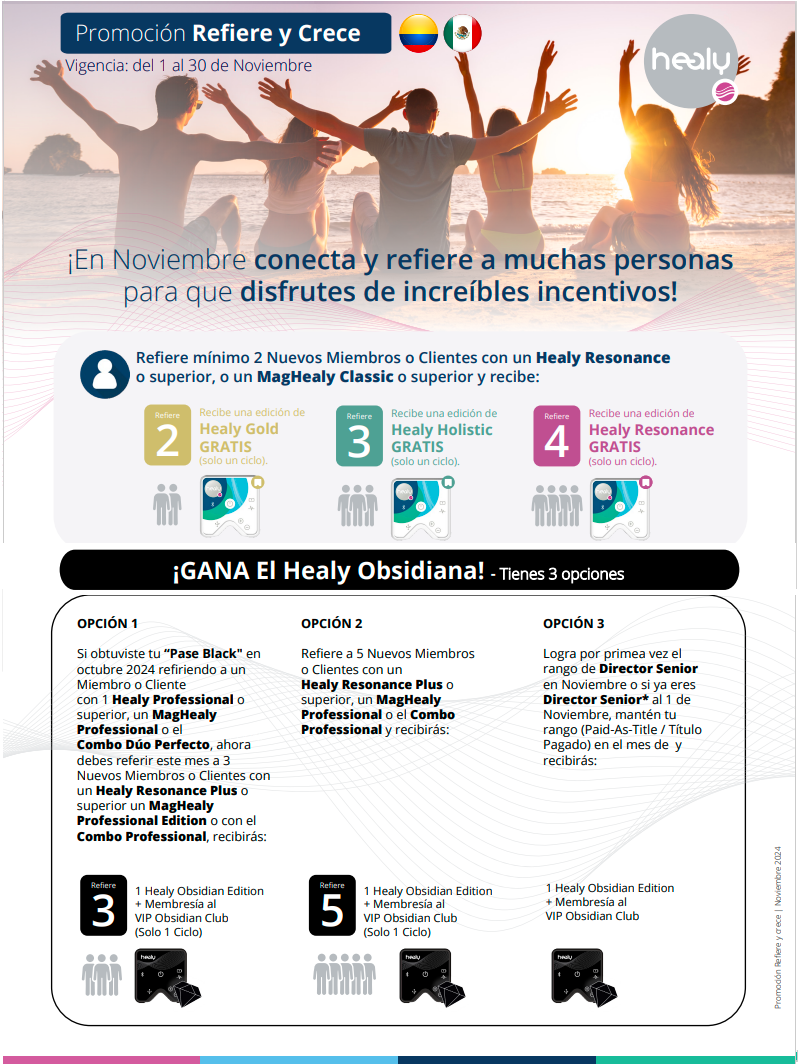 Promoción Refiere y Crece
Vigencia: del 1 al 30 de Noviembre
healy
¡En Noviembre conecta y refiere a muchas personas
para que disfrutes de increíbles incentivos!
Refiere mínimo 2 Nuevos Miembros o Clientes con un Healy Resonance
o superior, o un MagHealy Classic o superior y recibe:
Refiere
2
Recibe una edición de
Healy Gold
GRATIS
(solo un ciclo).
Refiere
3
Recibe una edición de
Healy Holistic
GRATIS
(solo un ciclo).
Refiere
4
Recibe una edición de
Healy Resonance
GRATIS
(solo un ciclo).
¡GANA El Healy Obsidiana! - Tienes 3 opciones
OPCIÓN 1
Si obtuviste tu “Pase Black" en
octubre 2024 refiriendo a un
Miembro o Cliente
con 1 Healy Professional o
superior, un MagHealy
Professional o el
Combo Dúo Perfecto, ahora
debes referir este mes a 3
Nuevos Miembros o Clientes con
un Healy Resonance Plus o
superior un MagHealy
Professional Edition o con el
Combo Professional, recibirás:
Refiere
3
1 Healy Obsidian Edition
+ Membresía al
VIP Obsidian Club
(Solo 1 Ciclo)
healy
OPCIÓN 2
Refiere a 5 Nuevos Miembros
o Clientes con un
Healy Resonance Plus o
superior, un MagHealy
Professional o el Combo
Professional y recibirás:
Refiere
5
1 Healy Obsidian Edition
+ Membresía al
VIP Obsidian Club
(Solo 1 Ciclo)
healy
OPCIÓN 3
Logra por primea vez el
rango de Director Senior
en Noviembre o si ya eres
Director Senior* al 1 de
Noviembre, mantén tu
rango (Paid-As-Title / Título
Pagado) en el mes de y
recibirás:
1 Healy Obsidian Edition
+ Membresía al
VIP Obsidian Club
healy
Promoción Refiere y crece | Noviembre 2024